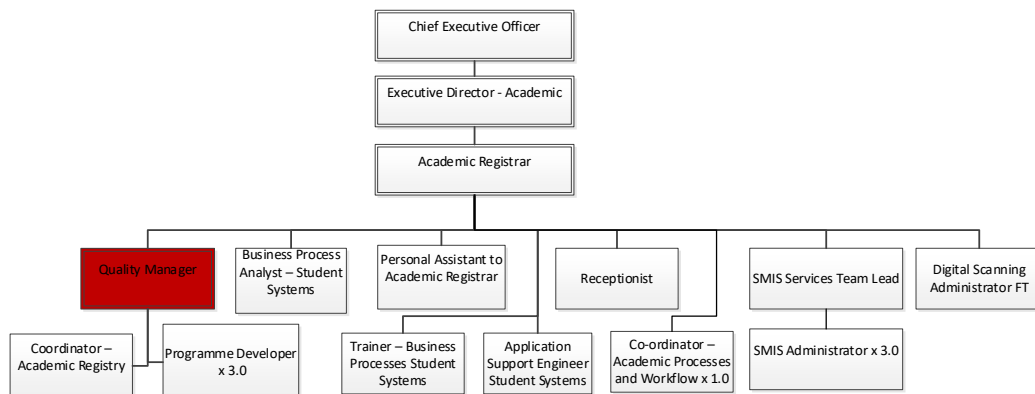 Chief Executive Officer
Executive Director - Academic
Academic Registrar
Quality Manager
Business Process
Analyst – Student
Systems
Personal Assistant to
Academic Registrar
Receptionist
SMIS Services Team Lead
Digital Scanning
Administrator FT
Coordinator –
Academic Registry
Programme Developer
x 3.0
Trainer – Business
Processes Student
Systems
Application
Support Engineer
Student Systems
Co-ordinator –
Academic Processes
and Workflow x 1.0
SMIS Administrator x 3.0